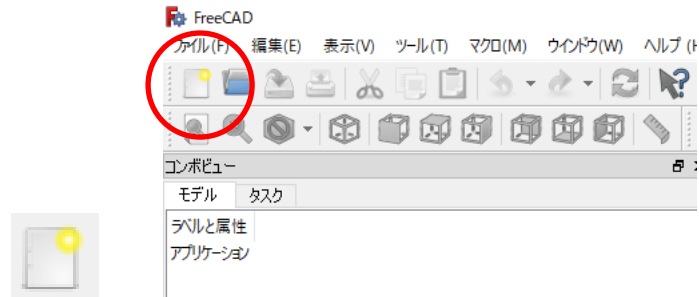 FreeCAD
ファイル(F) 編集(E) 表示(V) ツール(T) マクロ(M) ウインドウ(W) ヘルプ(H
コンボビュー
モデル タスク
ラベルと属性
アプリケーション